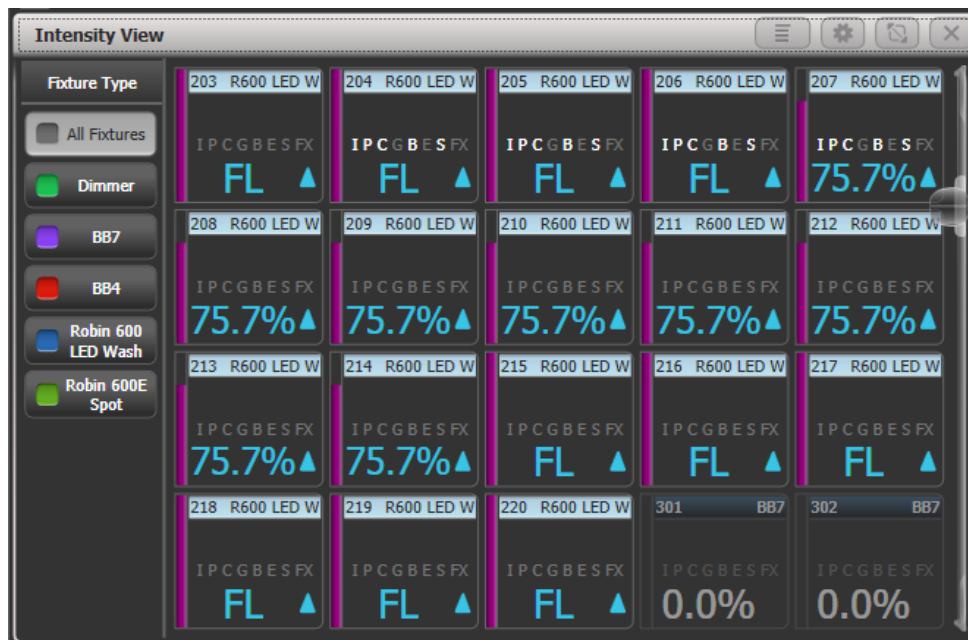 Intensity View
Fixture Type
All Fixtures
Dimmer
BB7
BB4
Robin 600
LED Wash
Robin 600E
Spot
203 R600 LED W
IPCGBESFX
FL
204 R600 LED W
IPCGBESFX
FL
205 R600 LED W
IPCGBESFX
FL
206 R600 LED W
IPCGBESFX
FL
207 R600 LED W
IPCGBESFX
75.7%
208 R600 LED W
IPCGBESFX
75.7%
209 R600 LED W
IPCGBESFX
75.7%
210 R600 LED W
IPCGBESFX
75.7%
211 R600 LED W
IPCGBESFX
75.7%
212 R600 LED W
IPCGBESFX
75.7%
213 R600 LED W
IPCGBESFX
75.7%
214 R600 LED W
IPCGBESFX
75.7%
215 R600 LED W
IPCGBESFX
FL
216 R600 LED W
IPCGBESFX
FL
217 R600 LED W
IPCGBESFX
FL
218 R600 LED W
IPCGBESFX
FL
219 R600 LED W
IPCGBESFX
FL
220 R600 LED W
IPCGBESFX
FL
301 BB7
IPCGBESFX
0.0%
302 BB7
IPCGBESFX
0.0%